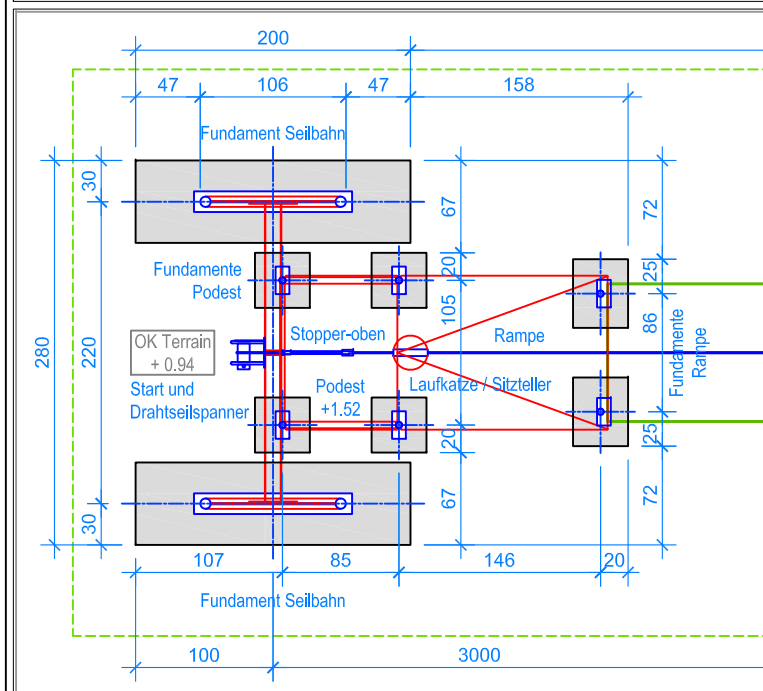 200
47 106 47 158
Fundament Seilbahn
30
67
72
Fundamente
Podest
20
25
105
86
280
220
OK Terrain
+ 0.94
Stopper-oben
Rampe
Fundamente
Rampe
Start und
Drahtseilspanner
Podest
+1.52
Laufkatze / Sitzteller
20
25
30
67
72
107 85 146 20
Fundament Seilbahn
100 3000